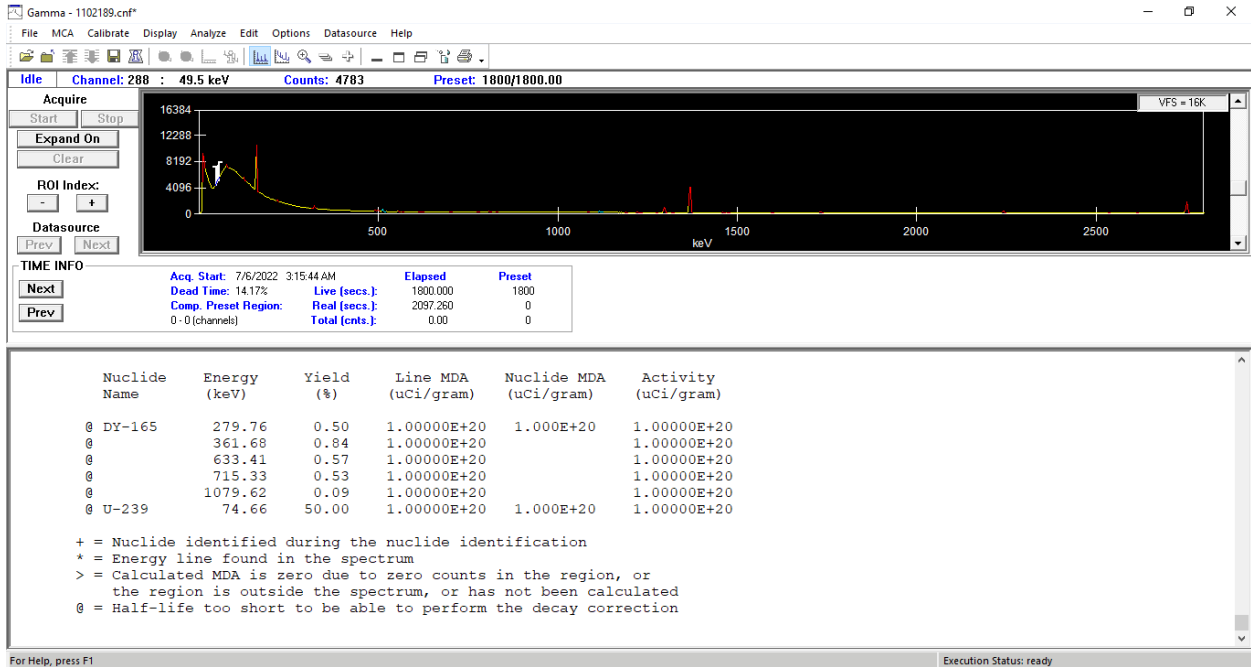 Gamma - 1102189.cnf*
File MCA Calibrate Display Analyze Edit Options Datasource Help
Idle Channel: 288 : 49.5 keV Counts: 4783 Preset: 1800/1800.00
Acquire
Start Stop
Expand On
Clear
ROI Index:
- +
Datasource
Prev Next
VFS = 16K
16384
12288
8192
4096
0
500 1000 1500 2000 2500
keV
TIME INFO
Next
Prev
Acq. Start: 7/6/2022 3:15:44 AM Elapsed Preset
Dead Time: 14.17% Live (secs.): 1800.000 1800
Comp. Preset Region: Real (secs.): 2097.260 0
0 - 0 (channels) Total (cnts.): 0.00 0
Nuclide Energy Yield Line MDA Nuclide MDA Activity
Name (keV) (%) (uCi/gram) (uCi/gram) (uCi/gram)
@ DY-165 279.76 0.50 1.00000E+20 1.000E+20 1.00000E+20
@ 361.68 0.84 1.00000E+20 1.00000E+20
@ 633.41 0.57 1.00000E+20 1.00000E+20
@ 715.33 0.53 1.00000E+20 1.00000E+20
@ 1079.62 0.09 1.00000E+20 1.00000E+20
@ U-239 74.66 50.00 1.00000E+20 1.000E+20 1.00000E+20
+ = Nuclide identified during the nuclide identification
* = Energy line found in the spectrum
> = Calculated MDA is zero due to zero counts in the region, or
the region is outside the spectrum, or has not been calculated
@ = Half-life too short to be able to perform the decay correction
For Help, press F1 Execution Status: ready